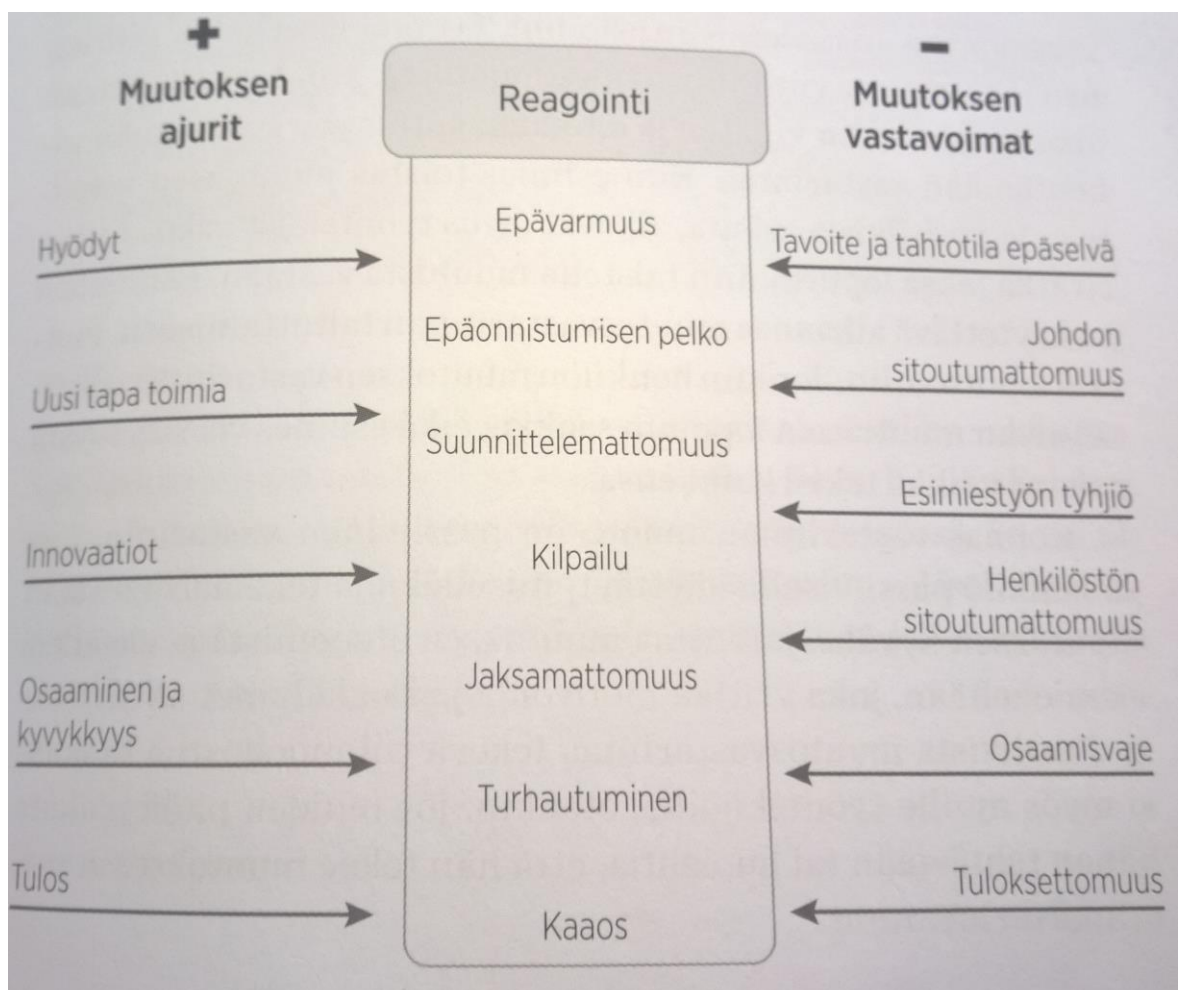 +
Muutoksen
ajurit
Hyödyt
Uusi tapa toimia
Innovaatiot
Osaaminen ja
kyvykkyys
Tulos
Reagointi
Epävarmuus
Epäonnistumisen pelko
Suunnittelemattomuus
Kilpailu
Jaksamattomuus
Turhautuminen
Kaaos
-
Muutoksen
vastavoimat
Tavoite ja tahtotila epäselvä
Johdon
sitoutumattomuus
Esimiestyön tyhjiö
Henkilöstön
sitoutumattomuus
Osaamisvaje
Tuloksettomuus